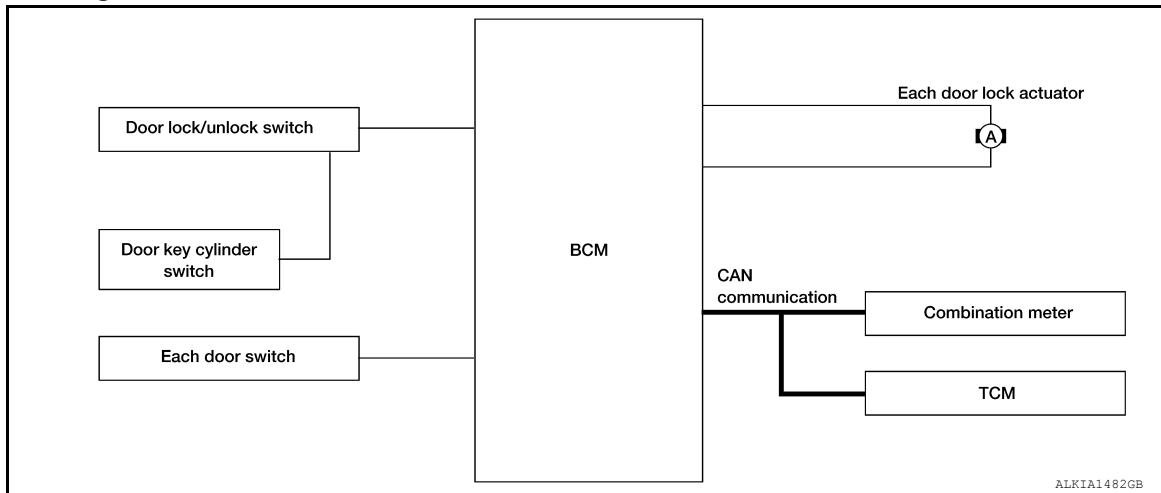 Each door lock actuator
Door lock/unlock switch
A
Door key cylinder
switch
BCM
CAN
communication
Combination meter
Each door switch
TCM
ALKIA1482GB